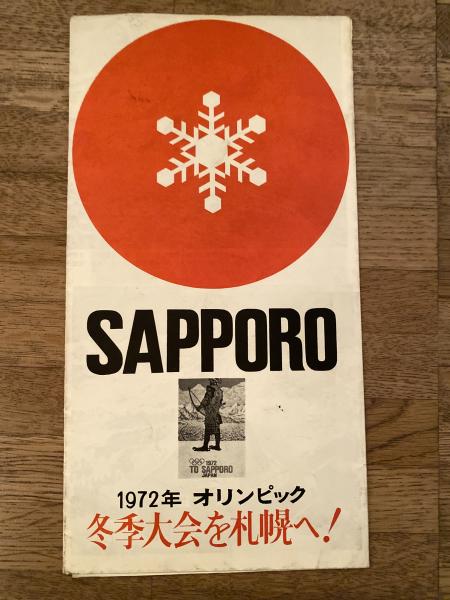 SAPPORO
1972
TO SAPPORO
JAPAN
1972年 オリンピック
冬季大会を札幌へ!